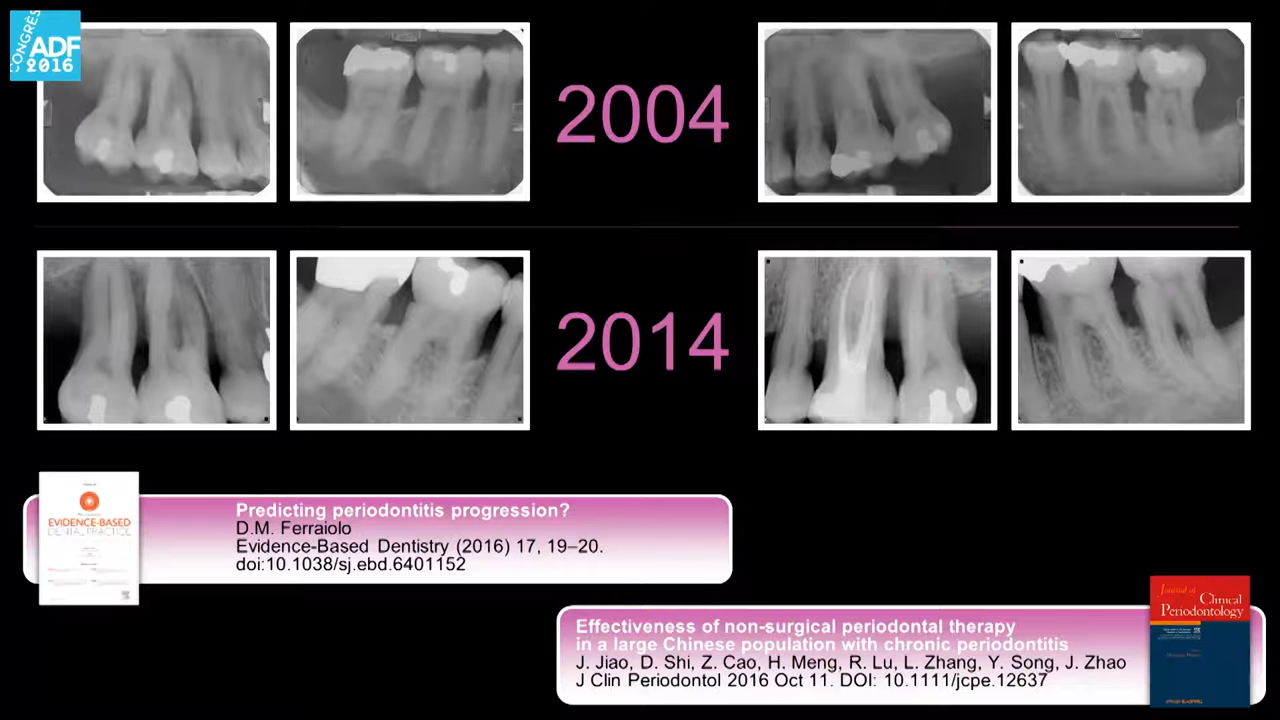 CONGRÈS
ADF
2016
2004
2014
EVIDENCE-BASED
DENTAL PRACTICE
Predicting periodontitis progression?
D.M. Ferraiolo
Evidence-Based Dentistry (2016) 17, 19–20.
doi:10.1038/sj.ebd.6401152
Journal of
Clinical
Periodontology
Effectiveness of non-surgical periodontal therapy
in a large Chinese population with chronic periodontitis
J. Jiao, D. Shi, Z. Cao, H. Meng, R. Lu, L. Zhang, Y. Song, J. Zhao
J Clin Periodontol 2016 Oct 11. DOI: 10.1111/jcpe.12637